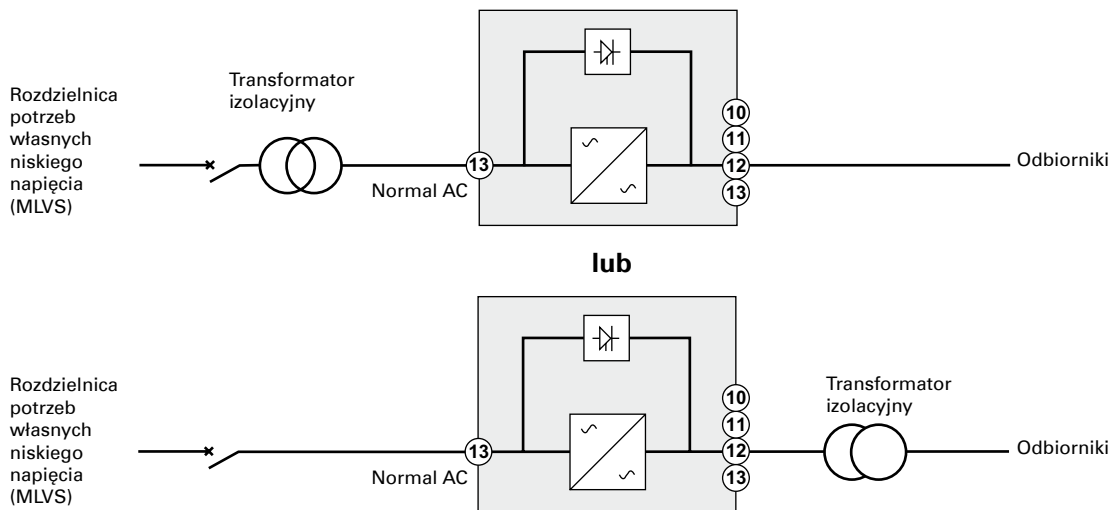 Rozdzielnica
potrzeb
własnych
niskiego
napięcia
(MLVS)
Transformator
izolacyjny
13
Normal AC
10
11
12
13
Odbiorniki
lub
Rozdzielnica
potrzeb
własnych
niskiego
napięcia
(MLVS)
13
Normal AC
10
11
12
13
Transformator
izolacyjny
Odbiorniki